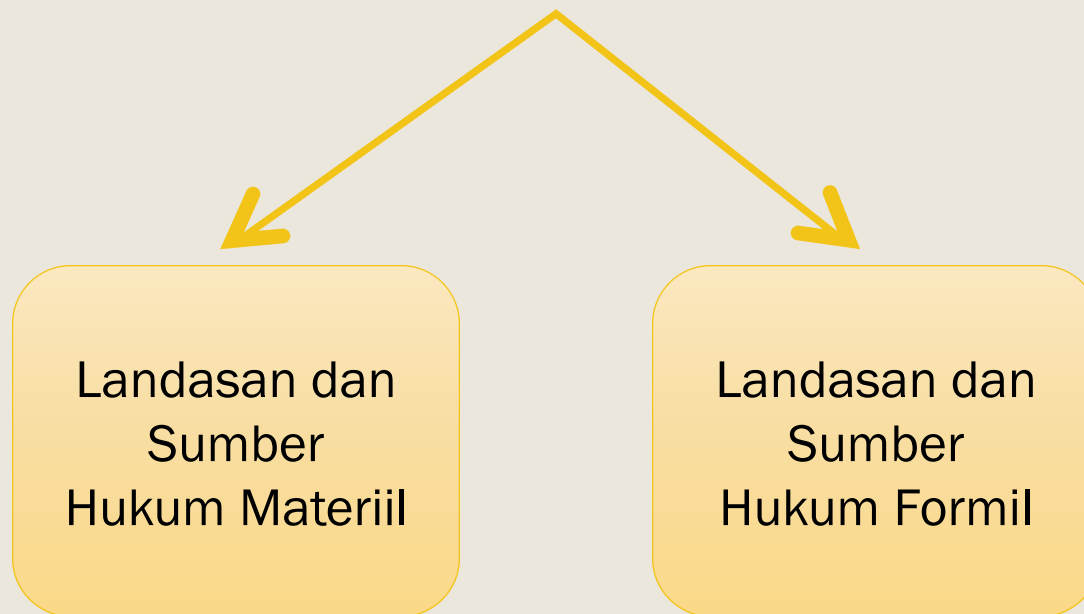 Landasan dan
Sumber
Hukum Materiil
Landasan dan
Sumber
Hukum Formil